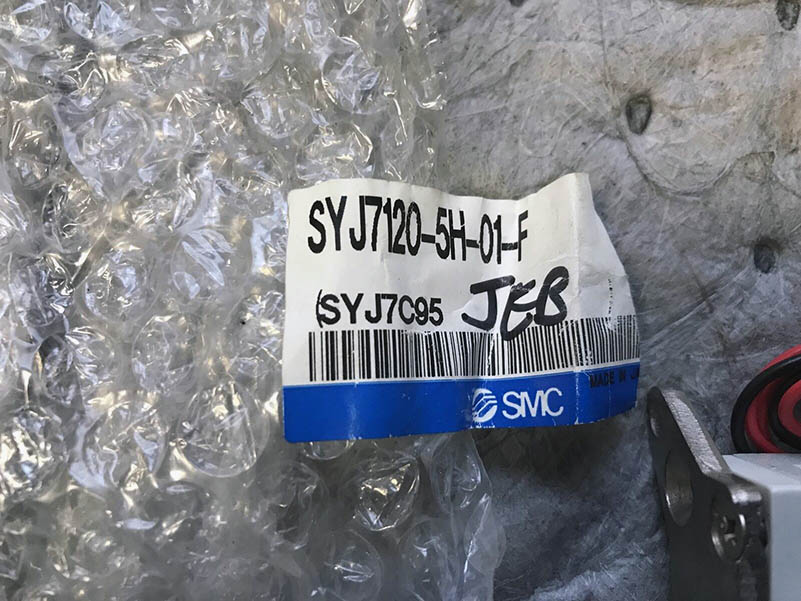 SYJ7120-5H-01-F
(SYJ7C95 JEB
SMC
MADE IN